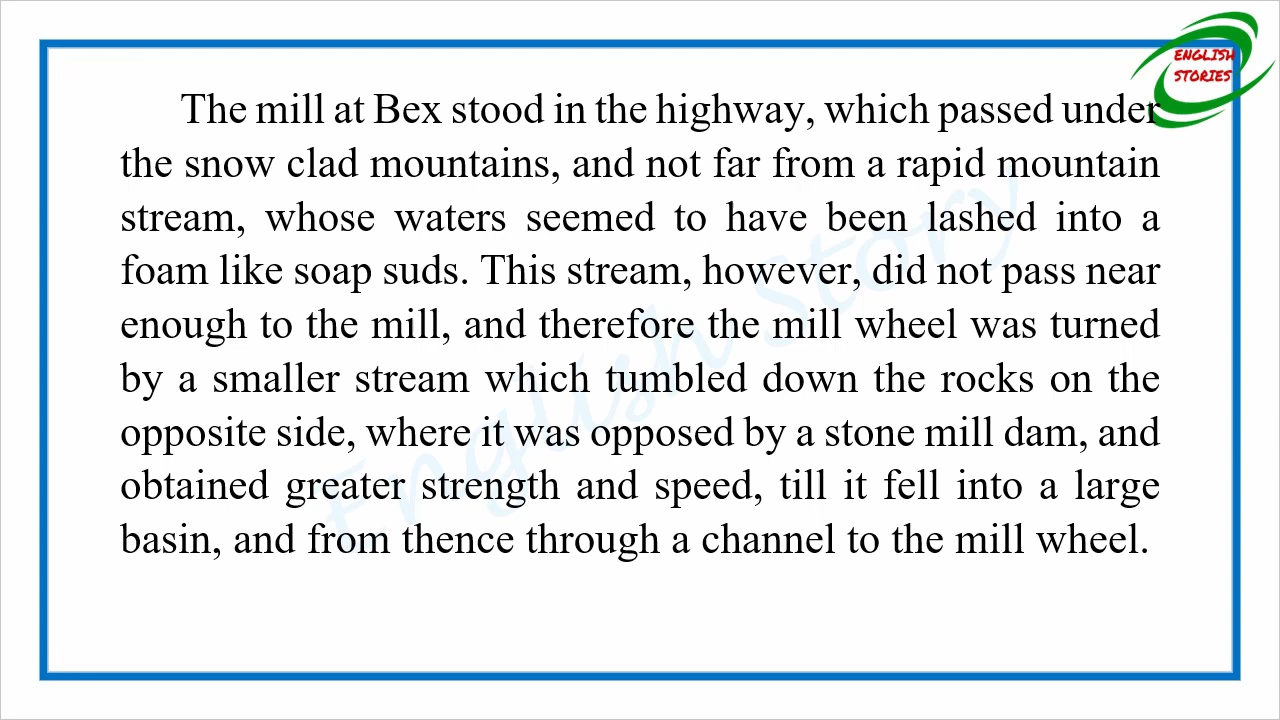 ENGLISH
STORIES
The mill at Bex stood in the highway, which passed under
the snow clad mountains, and not far from a rapid mountain
stream, whose waters seemed to have been lashed into a
foam like soap suds. This stream, however, did not pass near
enough to the mill, and therefore the mill wheel was turned
by a smaller stream which tumbled down the rocks on the
opposite side, where it was opposed by a stone mill dam, and
obtained greater strength and speed, till it fell into a large
basin, and from thence through a channel to the mill wheel.
English Story